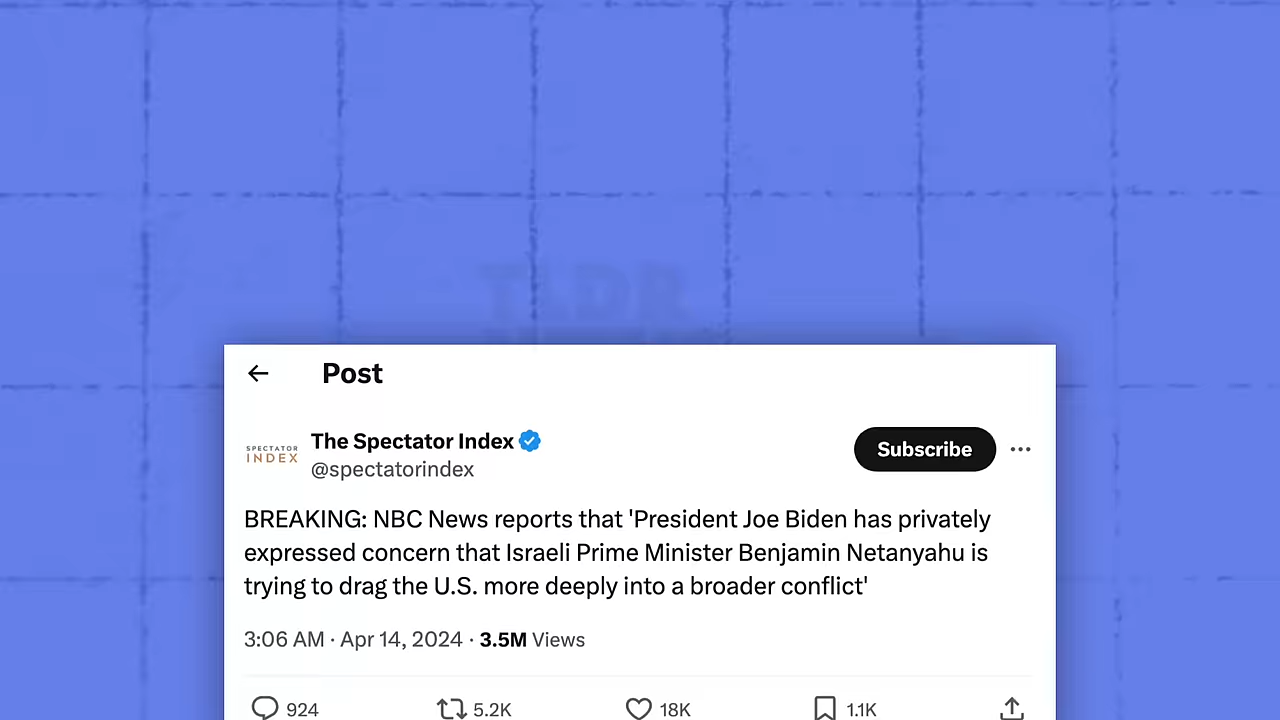 TLDR
Post
SPECTATOR
INDEX
The Spectator Index
@spectatorindex
Subscribe
BREAKING: NBC News reports that 'President Joe Biden has privately
expressed concern that Israeli Prime Minister Benjamin Netanyahu is
trying to drag the U.S. more deeply into a broader conflict'
3:06 AM · Apr 14, 2024 · 3.5M Views
924 5.2K 18K 1.1K